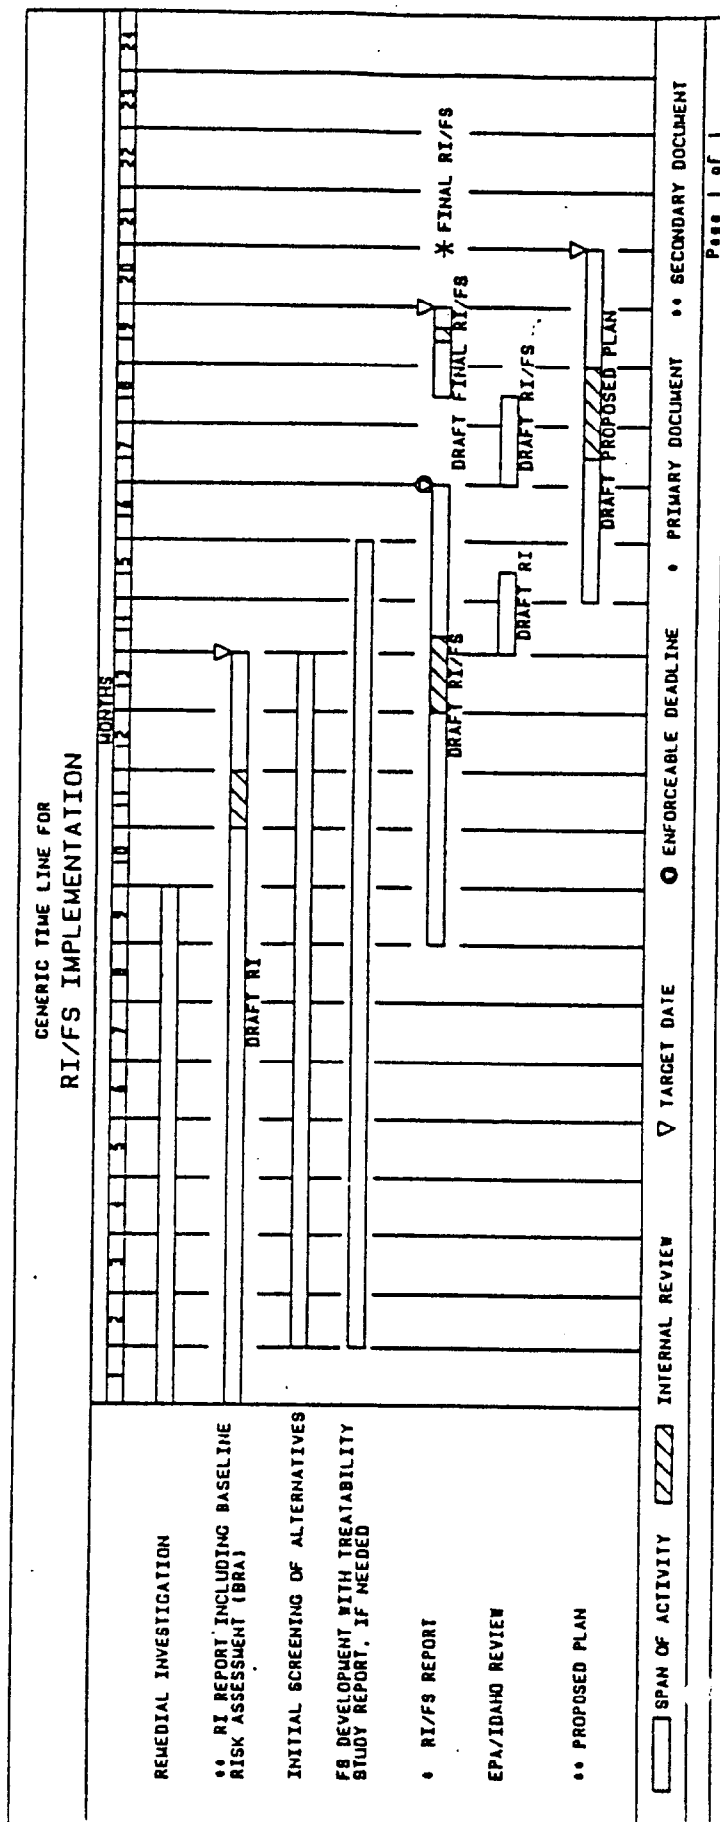 GENERIC TIME LINE FOR
RI/FS IMPLEMENTATION
MONTHS
1 2 3 4 5 6 7 8 9 10 11 12 13 11 15 16 17 18 19 20 21 22 23 24
REMEDIAL INVESTIGATION
** RI REPORT INCLUDING BASELINE
RISK ASSESSMENT (BRA)
DRAFT RI
INITIAL SCREENING OF ALTERNATIVES
FS DEVELOPMENT WITH TREATABILITY
STUDY REPORT, IF NEEDED
* RI/FS REPORT
DRAFT RI/FS
DRAFT FINAL RI/FS
* FINAL RI/FS
EPA/IDAHO REVIEW
DRAFT RI
DRAFT RI/FS
** PROPOSED PLAN
DRAFT PROPOSED PLAN
SPAN OF ACTIVITY INTERNAL REVIEW TARGET DATE ENFORCEABLE DEADLINE * PRIMARY DOCUMENT ** SECONDARY DOCUMENT
Page 1 of 1